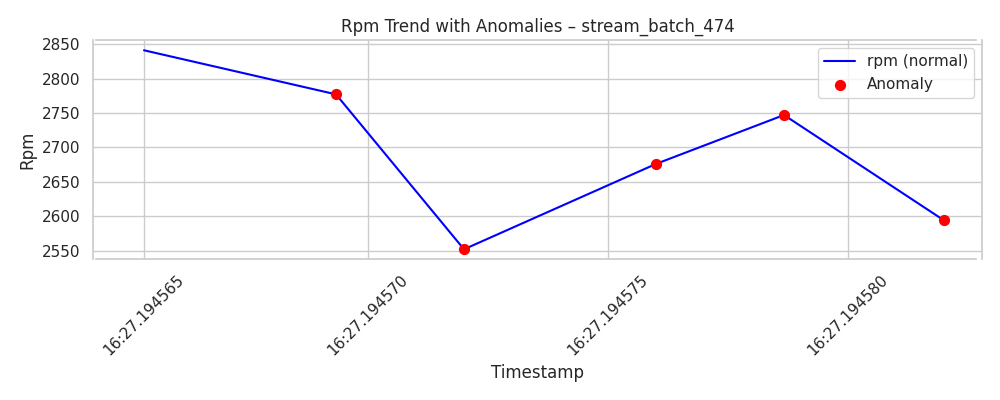 Rpm Trend with Anomalies – stream_batch_474
rpm (normal)
Anomaly
Rpm
2850
2800
2750
2700
2650
2600
2550
16:27.194565
16:27.194570
16:27.194575
16:27.194580
Timestamp